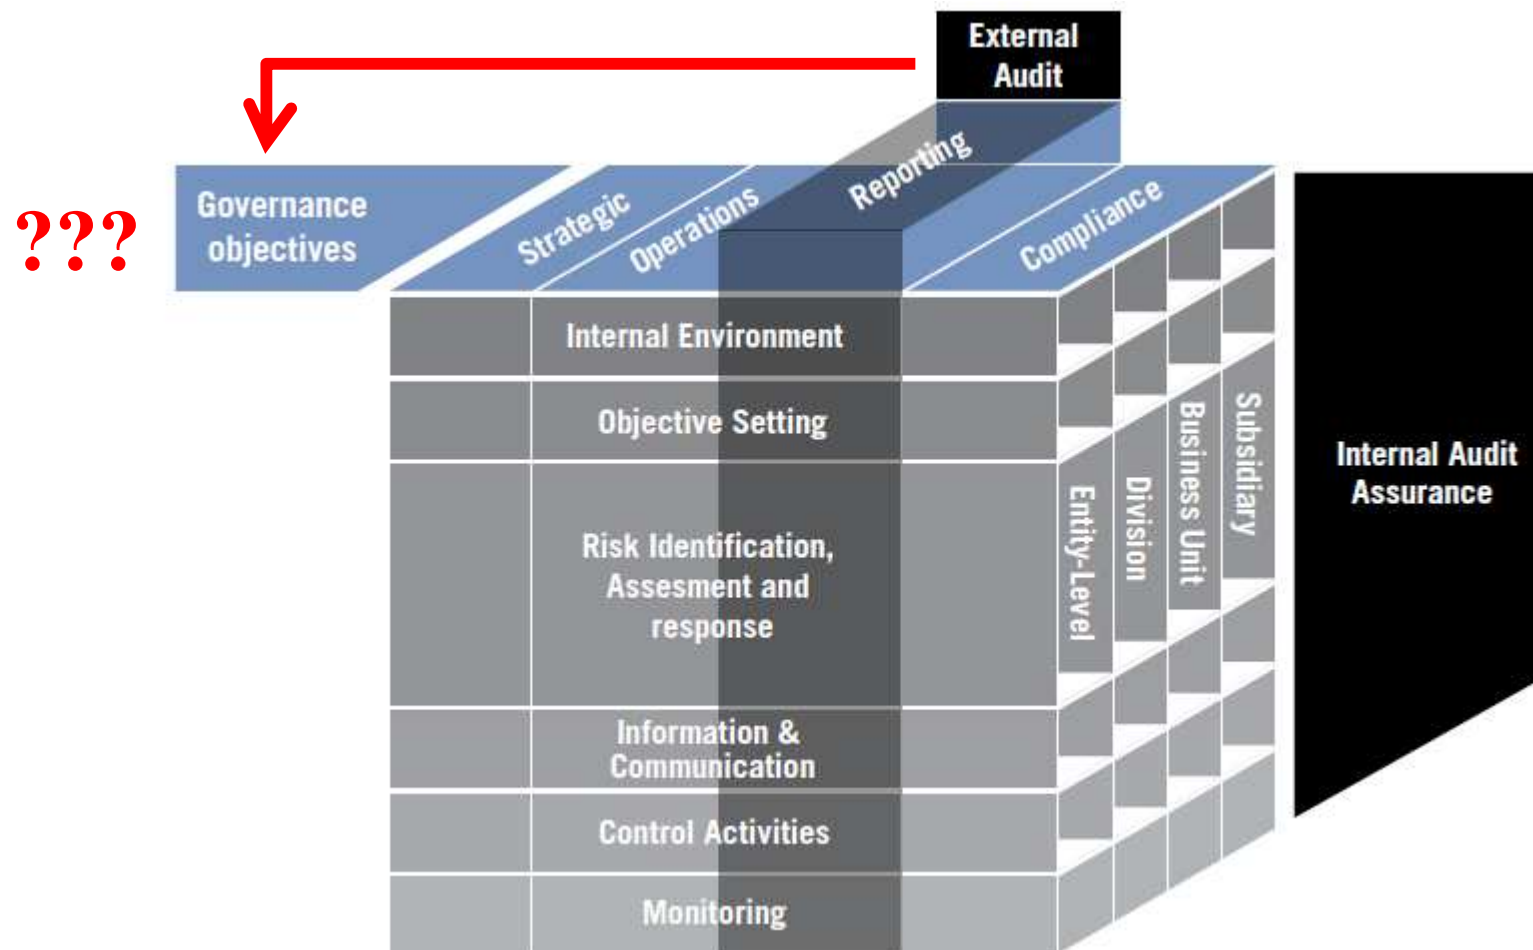 External
Audit
???
Governance
objectives
Strategic
Operations
Reporting
Compliance
Internal Environment
Objective Setting
Risk Identification,
Assesment and
response
Information &
Communication
Control Activities
Monitoring
Entity-Level
Division
Business Unit
Subsidiary
Internal Audit
Assurance